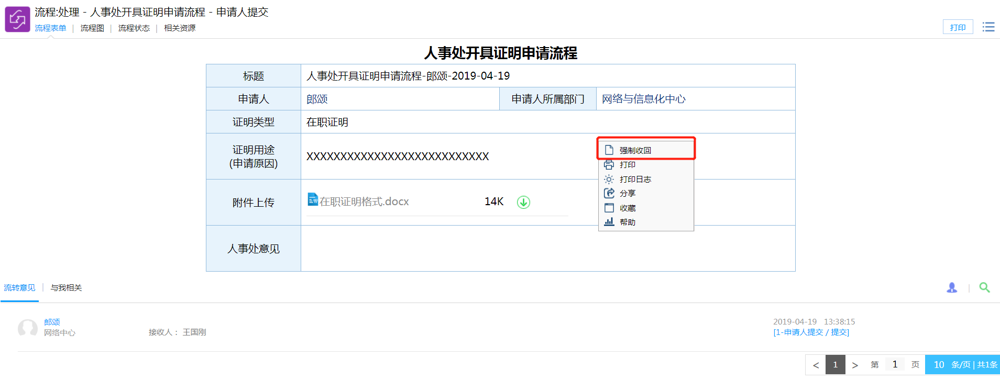 流程:处理 - 人事处开具证明申请流程 - 申请人提交
流程表单 | 流程图 | 流程状态 | 相关资源
打印
人事处开具证明申请流程
标题 人事处开具证明申请流程-郎颂-2019-04-19
申请人 郎颂 申请人所属部门 网络与信息化中心
证明类型 在职证明
证明用途
(申请原因)
XXXXXXXXXXXXXXXXXXXXXXXXXXX
强制收回
打印
打印日志
分享
收藏
帮助
附件上传 在职证明格式.docx 14K
人事处意见
流转意见 | 与我相关
郎颂
网络中心
接收人： 王国刚
2019-04-19 13:38:15
[1-申请人提交 / 提交]
< 1 > 第 1 页 10 条/页 | 共1条